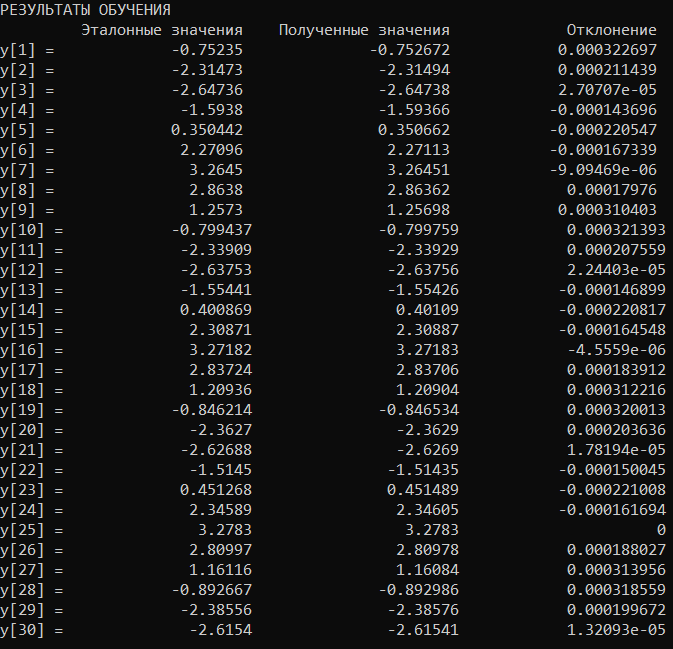 РЕЗУЛЬТАТЫ ОБУЧЕНИЯ
Эталонные значения Полученные значения Отклонение
y[1] = -0.75235 -0.752672 0.000322697
y[2] = -2.31473 -2.31494 0.000211439
y[3] = -2.64736 -2.64738 2.70707e-05
y[4] = -1.5938 -1.59366 -0.000143696
y[5] = 0.350442 0.350662 -0.000220547
y[6] = 2.27096 2.27113 -0.000167339
y[7] = 3.2645 3.26451 -9.09469e-06
y[8] = 2.8638 2.86362 0.00017976
y[9] = 1.2573 1.25698 0.000310403
y[10] = -0.799437 -0.799759 0.000321393
y[11] = -2.33909 -2.33929 0.000207559
y[12] = -2.63753 -2.63756 2.24403e-05
y[13] = -1.55441 -1.55426 -0.000146899
y[14] = 0.400869 0.40109 -0.000220817
y[15] = 2.30871 2.30887 -0.000164548
y[16] = 3.27182 3.27183 -4.5559e-06
y[17] = 2.83724 2.83706 0.000183912
y[18] = 1.20936 1.20904 0.000312216
y[19] = -0.846214 -0.846534 0.000320013
y[20] = -2.3627 -2.3629 0.000203636
y[21] = -2.62688 -2.6269 1.78194e-05
y[22] = -1.5145 -1.51435 -0.000150045
y[23] = 0.451268 0.451489 -0.000221008
y[24] = 2.34589 2.34605 -0.000161694
y[25] = 3.2783 3.2783 0
y[26] = 2.80997 2.80978 0.000188027
y[27] = 1.16116 1.16084 0.000313956
y[28] = -0.892667 -0.892986 0.000318559
y[29] = -2.38556 -2.38576 0.000199672
y[30] = -2.6154 -2.61541 1.32093e-05